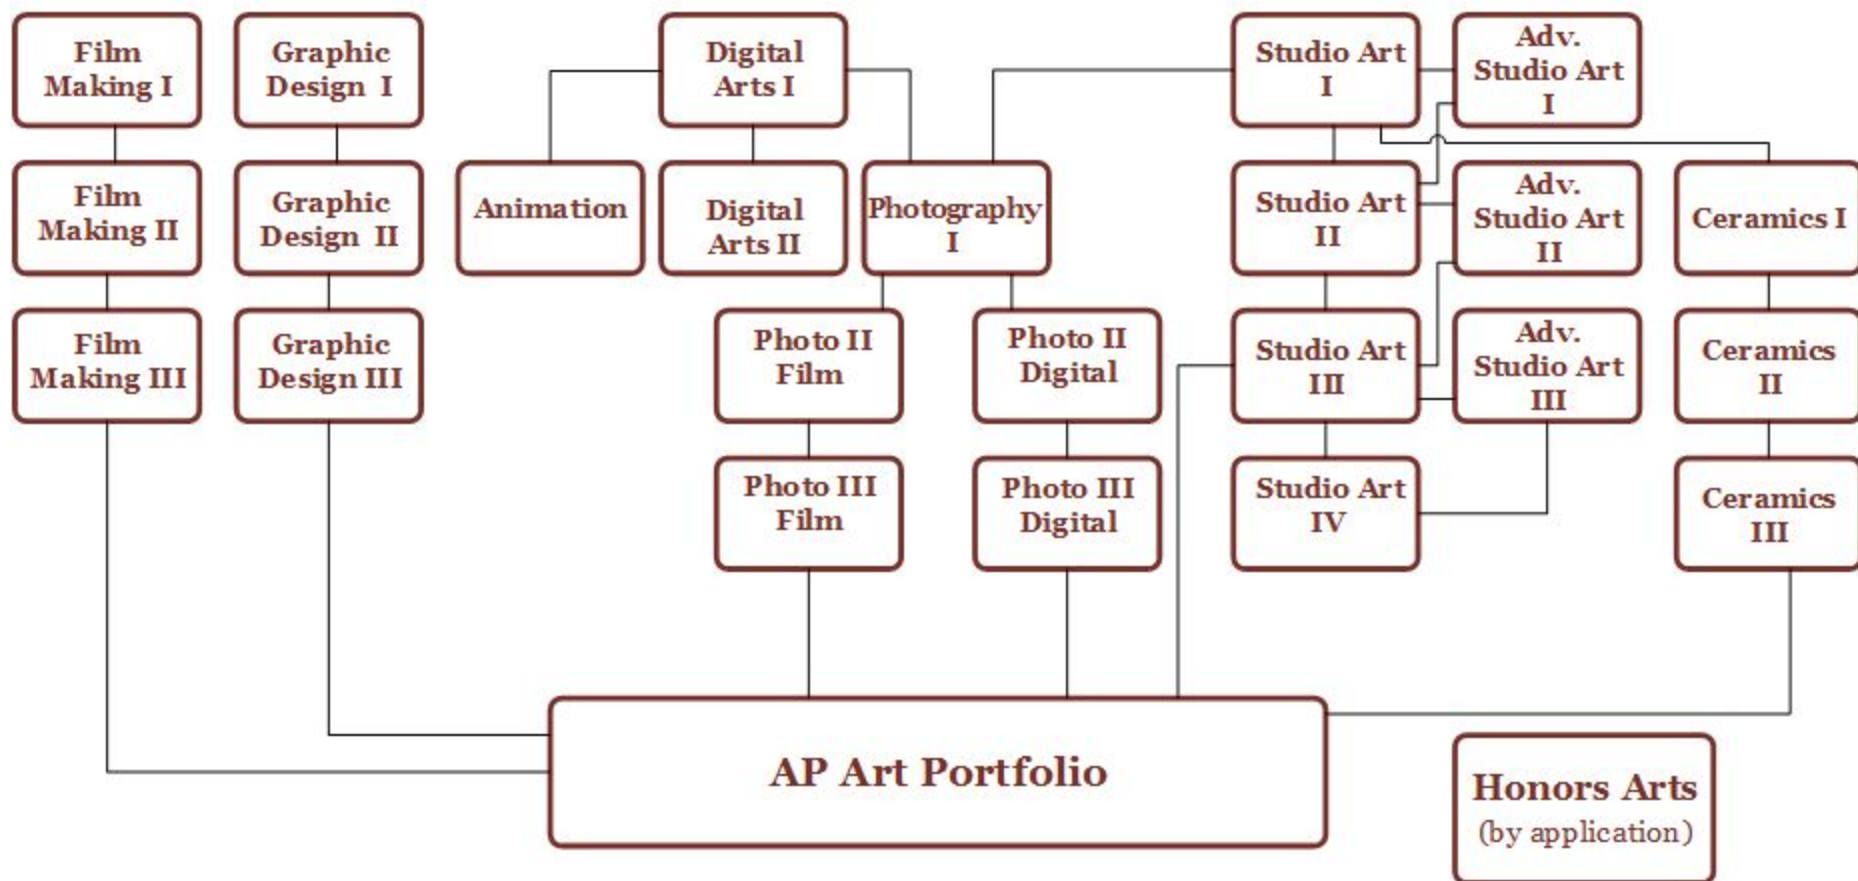 Film
Making I
Graphic
Design I
Digital
Arts I
Studio Art
I
Adv.
Studio Art
I
Film
Making II
Graphic
Design II
Animation
Digital
Arts II
Photography
I
Studio Art
II
Adv.
Studio Art
II
Ceramics I
Film
Making III
Graphic
Design III
Photo II
Film
Photo II
Digital
Studio Art
III
Adv.
Studio Art
III
Ceramics
II
Photo III
Film
Photo III
Digital
Studio Art
IV
Ceramics
III
AP Art Portfolio
Honors Arts
(by application)